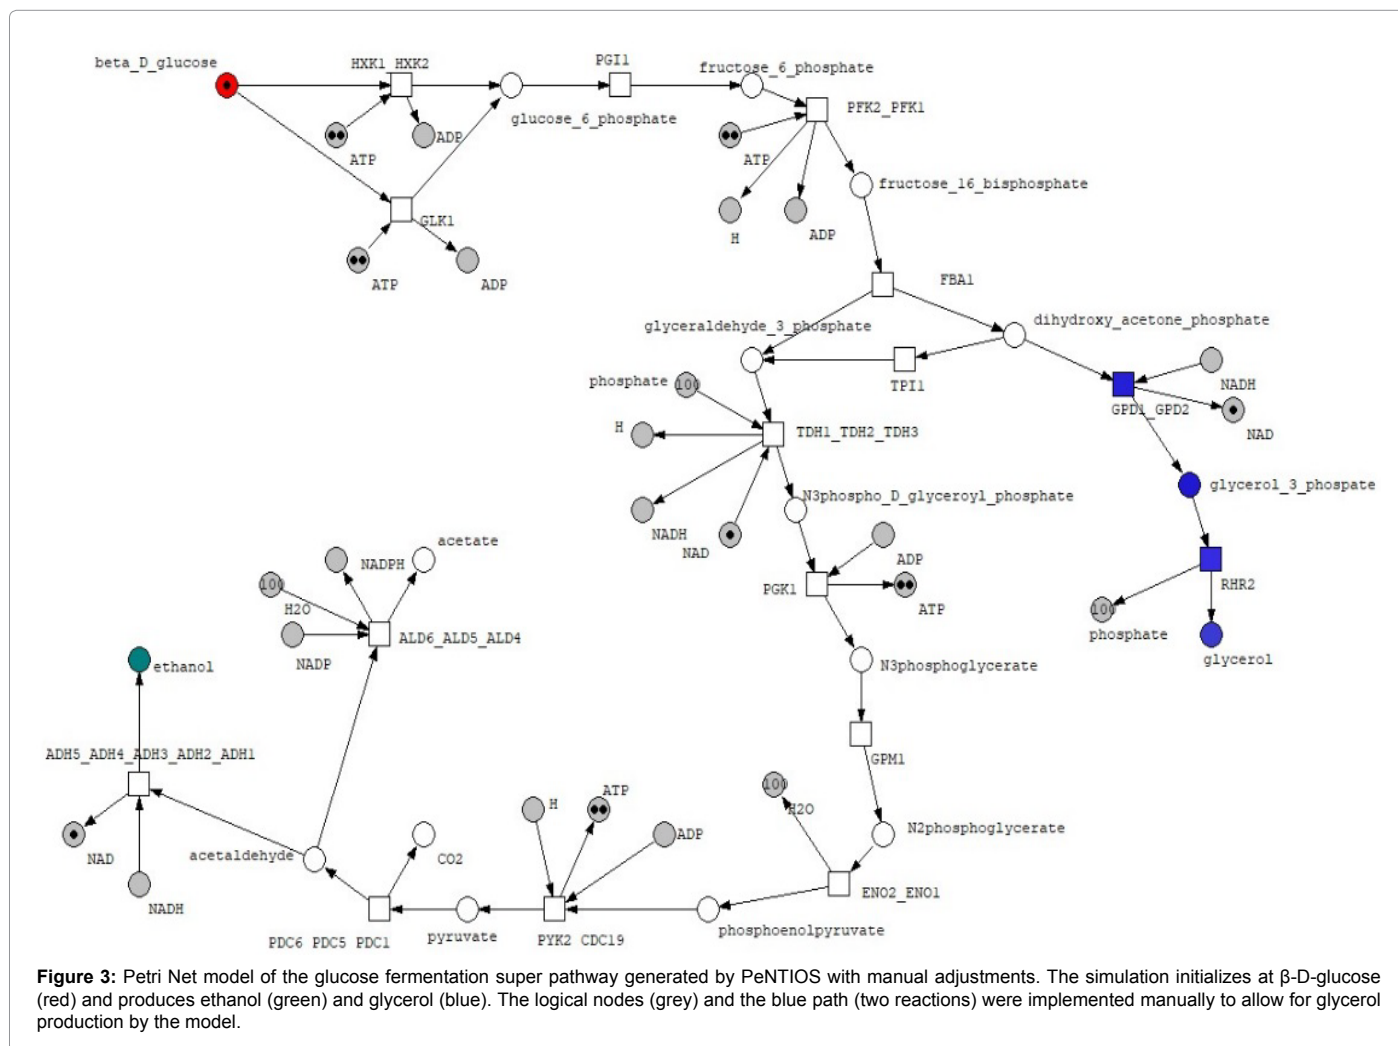 beta_D_glucose
HXK1_HXK2
PGI1
fructose_6_phosphate
glucose_6_phosphate
PFK2_PFK1
ATP
ADP
ATP
fructose_16_bisphosphate
GLK1
H
ADP
ATP
ADP
FBA1
glyceraldehyde_3_phosphate
dihydroxy_acetone_phosphate
phosphate
100
TPI1
NADH
GPD1_GPD2
NAD
H
TDH1_TDH2_TDH3
glycerol_3_phospate
N3phospho_D_glyceroyl_phosphate
NADH
NAD
acetate
NADPH
ADP
100
H2O
PGK1
ATP
RHR2
100
phosphate
ALD6_ALD5_ALD4
NADP
ethanol
N3phosphoglycerate
glycerol
ADH5_ADH4_ADH3_ADH2_ADH1
GPM1
100
H2O
H
ATP
ADP
N2phosphoglycerate
NAD
acetaldehyde
CO2
NADH
ENO2_ENO1
PDC6_PDC5_PDC1
pyruvate
PYK2_CDC19
phosphoenolpyruvate
Figure 3: Petri Net model of the glucose fermentation super pathway generated by PeNTIOS with manual adjustments. The simulation initializes at β-D-glucose
(red) and produces ethanol (green) and glycerol (blue). The logical nodes (grey) and the blue path (two reactions) were implemented manually to allow for glycerol
production by the model.